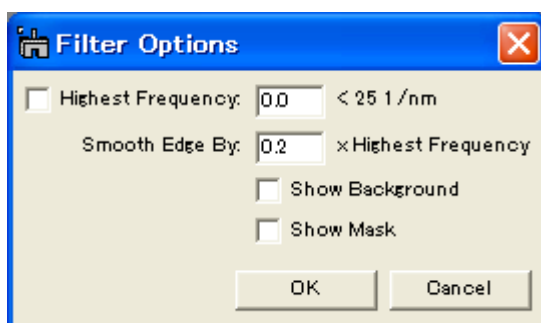 Filter Options
Highest Frequency: 0.0 < 25 1/nm
Smooth Edge By: 0.2 ×Highest Frequency
Show Background
Show Mask
OK Cancel